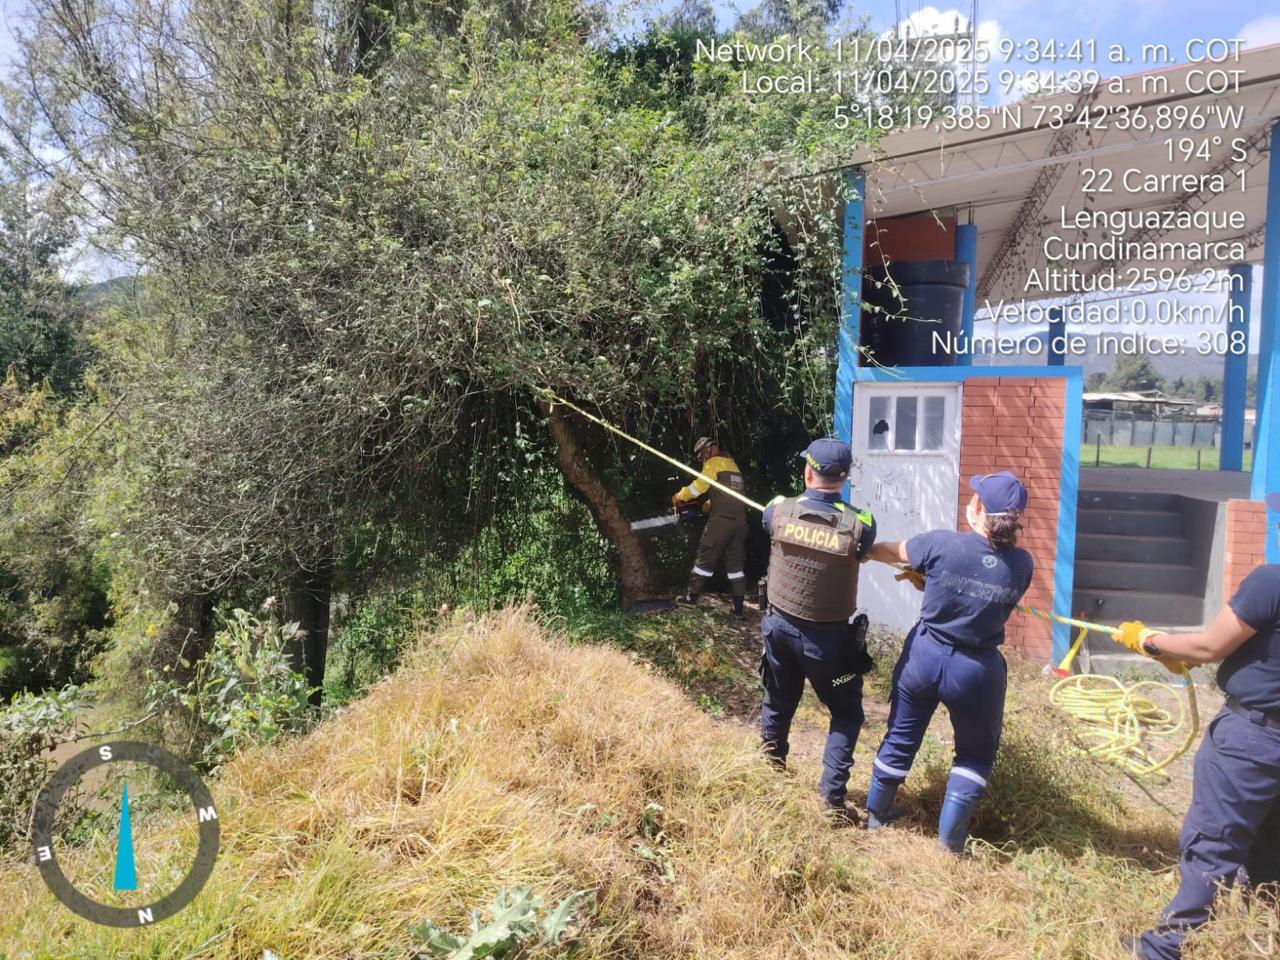 Network: 11/04/2025 9:34:41 a. m. COT
Local: 11/04/2025 9:34:39 a. m. COT
5°18'19,385"N 73°42'36,896"W
194° S
22 Carrera 1
Lenguazaque
Cundinamarca
Altitud:2596.2m
Velocidad:0.0km/h
Número de índice: 308
POLICIA
S
W
E
N